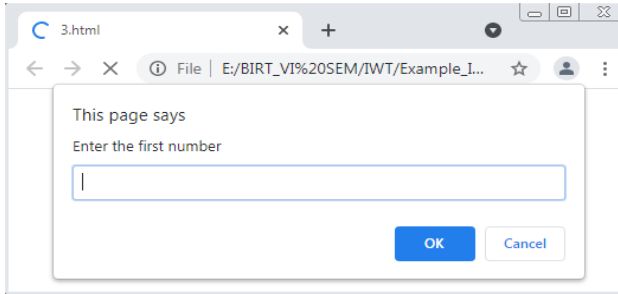 3.html
File | E:/BIRT_VI%20SEM/IWT/Example_I...
This page says
Enter the first number
OK Cancel